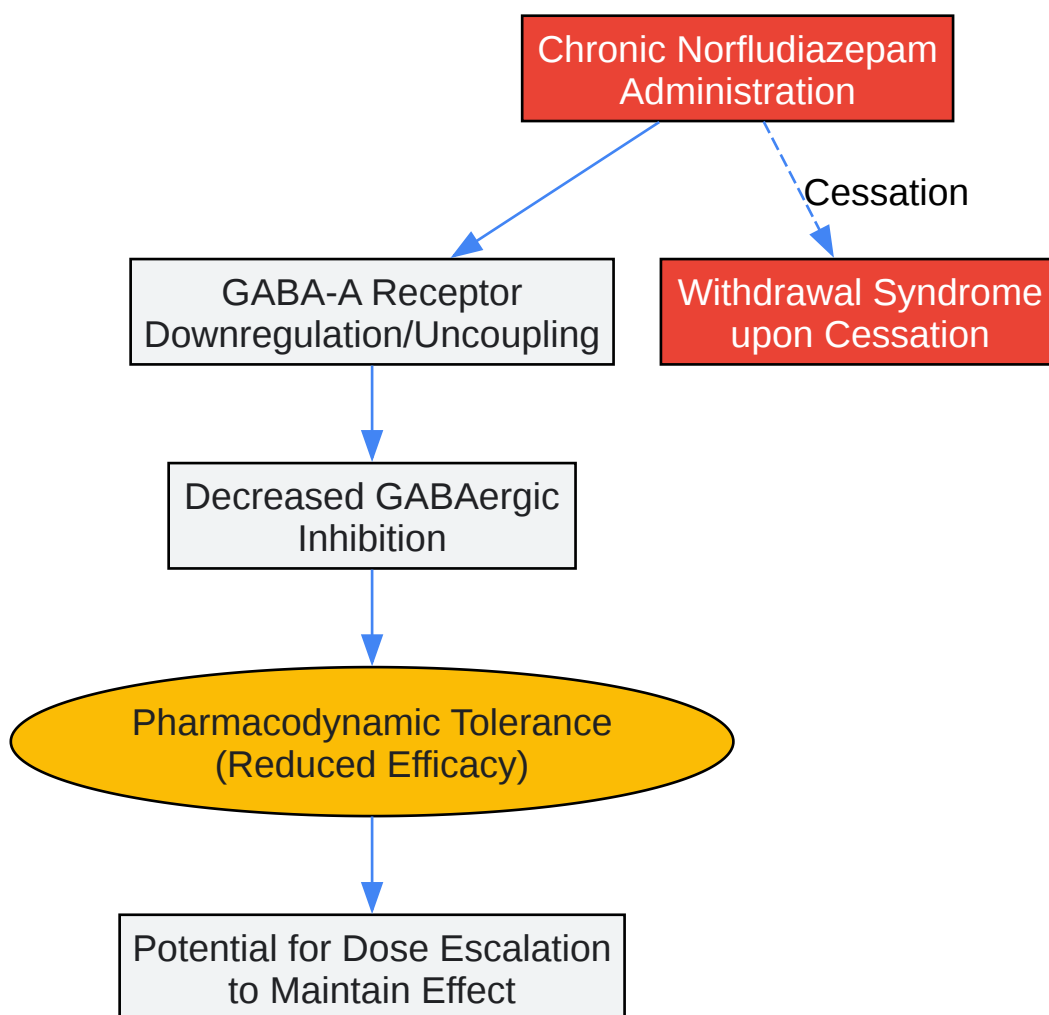 Chronic Norfludiazepam
Administration
Cessation
GABA-A Receptor
Downregulation/Uncoupling
Withdrawal Syndrome
upon Cessation
Decreased GABAergic
Inhibition
Pharmacodynamic Tolerance
(Reduced Efficacy)
Potential for Dose Escalation
to Maintain Effect